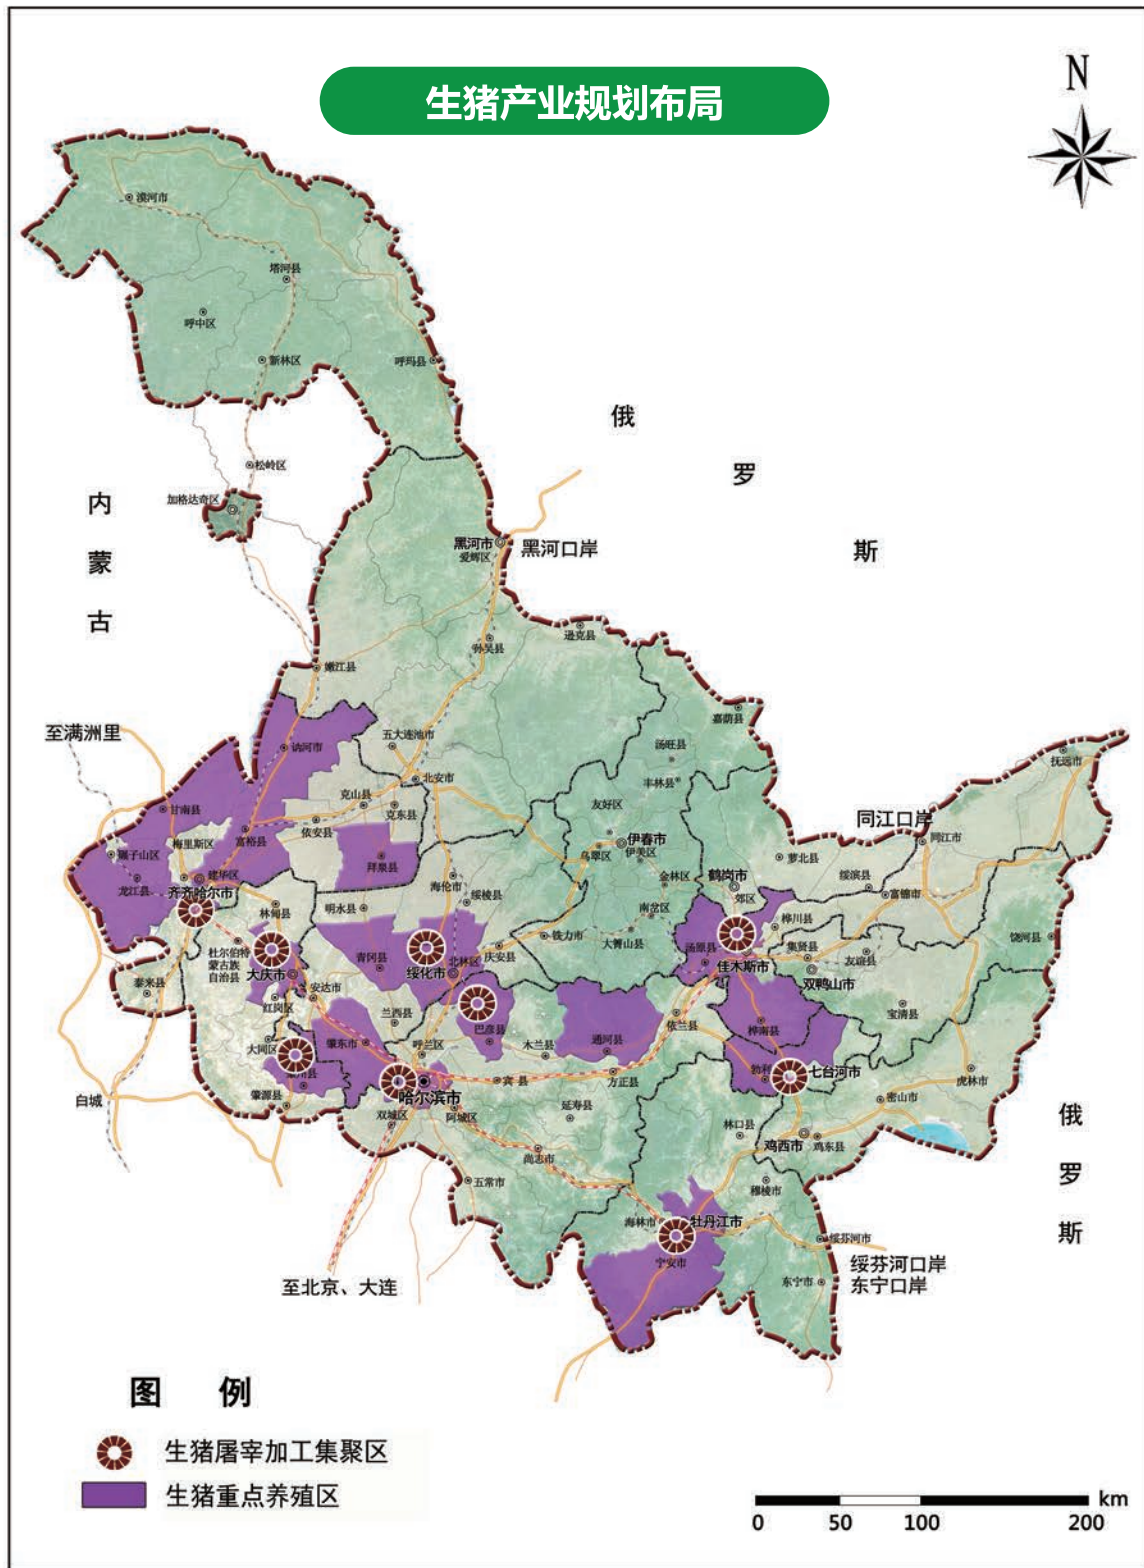 生猪产业规划布局
N
漠河市
塔河县
呼中区
新林区
呼玛县
俄
罗
斯
松岭区
加格达奇区
内
蒙
古
黑河市
爱辉区
黑河口岸
逊克县
孙吴县
嫩江县
嘉荫县
至满洲里
讷河市
五大连池市
汤旺县
抚远市
北安市
丰林县
克山县
克东县
甘南县
友好区
同江口岸
依安县
富裕县
梅里斯区
伊春市
同江市
碾子山区
乌翠区
伊美区
萝北县
拜泉县
龙江县
建华区
海伦市
金林区
鹤岗市
绥滨县
齐齐哈尔市
绥棱县
郊区
富锦市
林甸县
明水县
南岔区
桦川县
铁力市
大箐山县
饶河县
杜尔伯特
蒙古族
自治县
青冈县
北林区
庆安县
汤原县
集贤县
友谊县
大庆市
绥化市
佳木斯市
双鸭山市
泰来县
安达市
红岗区
兰西县
宝清县
巴彦县
依兰县
桦南县
大同区
肇东市
呼兰区
木兰县
通河县
勃利
七台河市
虎林市
哈尔滨市
宾县
方正县
肇源县
白城
双城区
阿城区
延寿县
密山市
林口县
鸡西市
鸡东县
俄
罗
斯
尚志市
五常市
穆棱市
海林市
牡丹江市
绥芬河市
宁安市
绥芬河口岸
东宁口岸
东宁市
至北京、大连
图 例
生猪屠宰加工集聚区
生猪重点养殖区
km
0 50 100 200